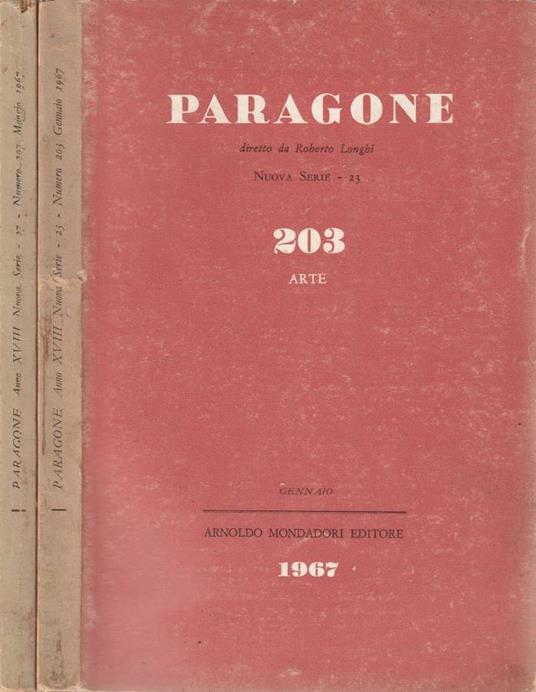 PARAGONE Anno XVIII Nuova Serie - 27 - Numero 207 Maggio 1967
PARAGONE Anno XVIII Nuova Serie - 23 - Numero 203 Gennaio 1967
PARAGONE
diretto da Roberto Longhi
NUOVA SERIE - 23
203
ARTE
GENNAIO
ARNOLDO MONDADORI EDITORE
1967